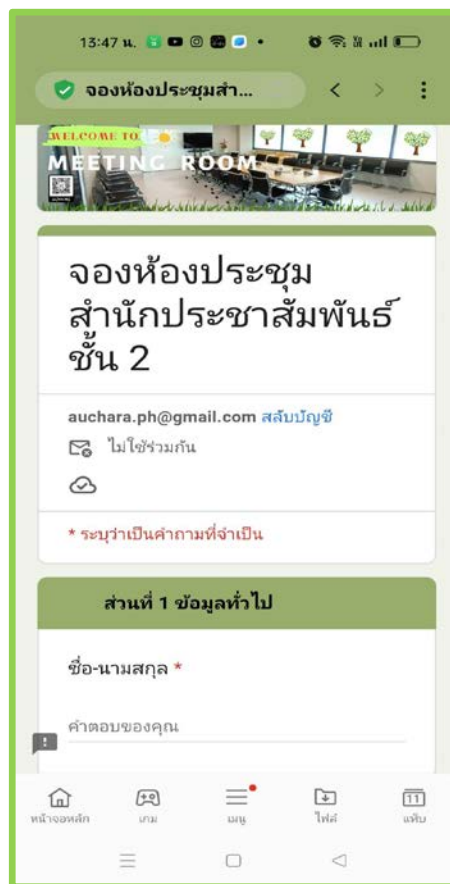 13:47 น.
จองห้องประชุมสำ...
WELCOME TO
MEETING ROOM
จองห้องประชุม
สำนักประชาสัมพันธ์
ชั้น 2
auchara.ph@gmail.com สลับบัญชี
ไม่ใช้ร่วมกัน
* ระบุว่าเป็นคำถามที่จำเป็น
ส่วนที่ 1 ข้อมูลทั่วไป
ชื่อ-นามสกุล *
คำตอบของคุณ
11
หน้าจอหลัก เกม เมนู ไฟล์ แท็บ